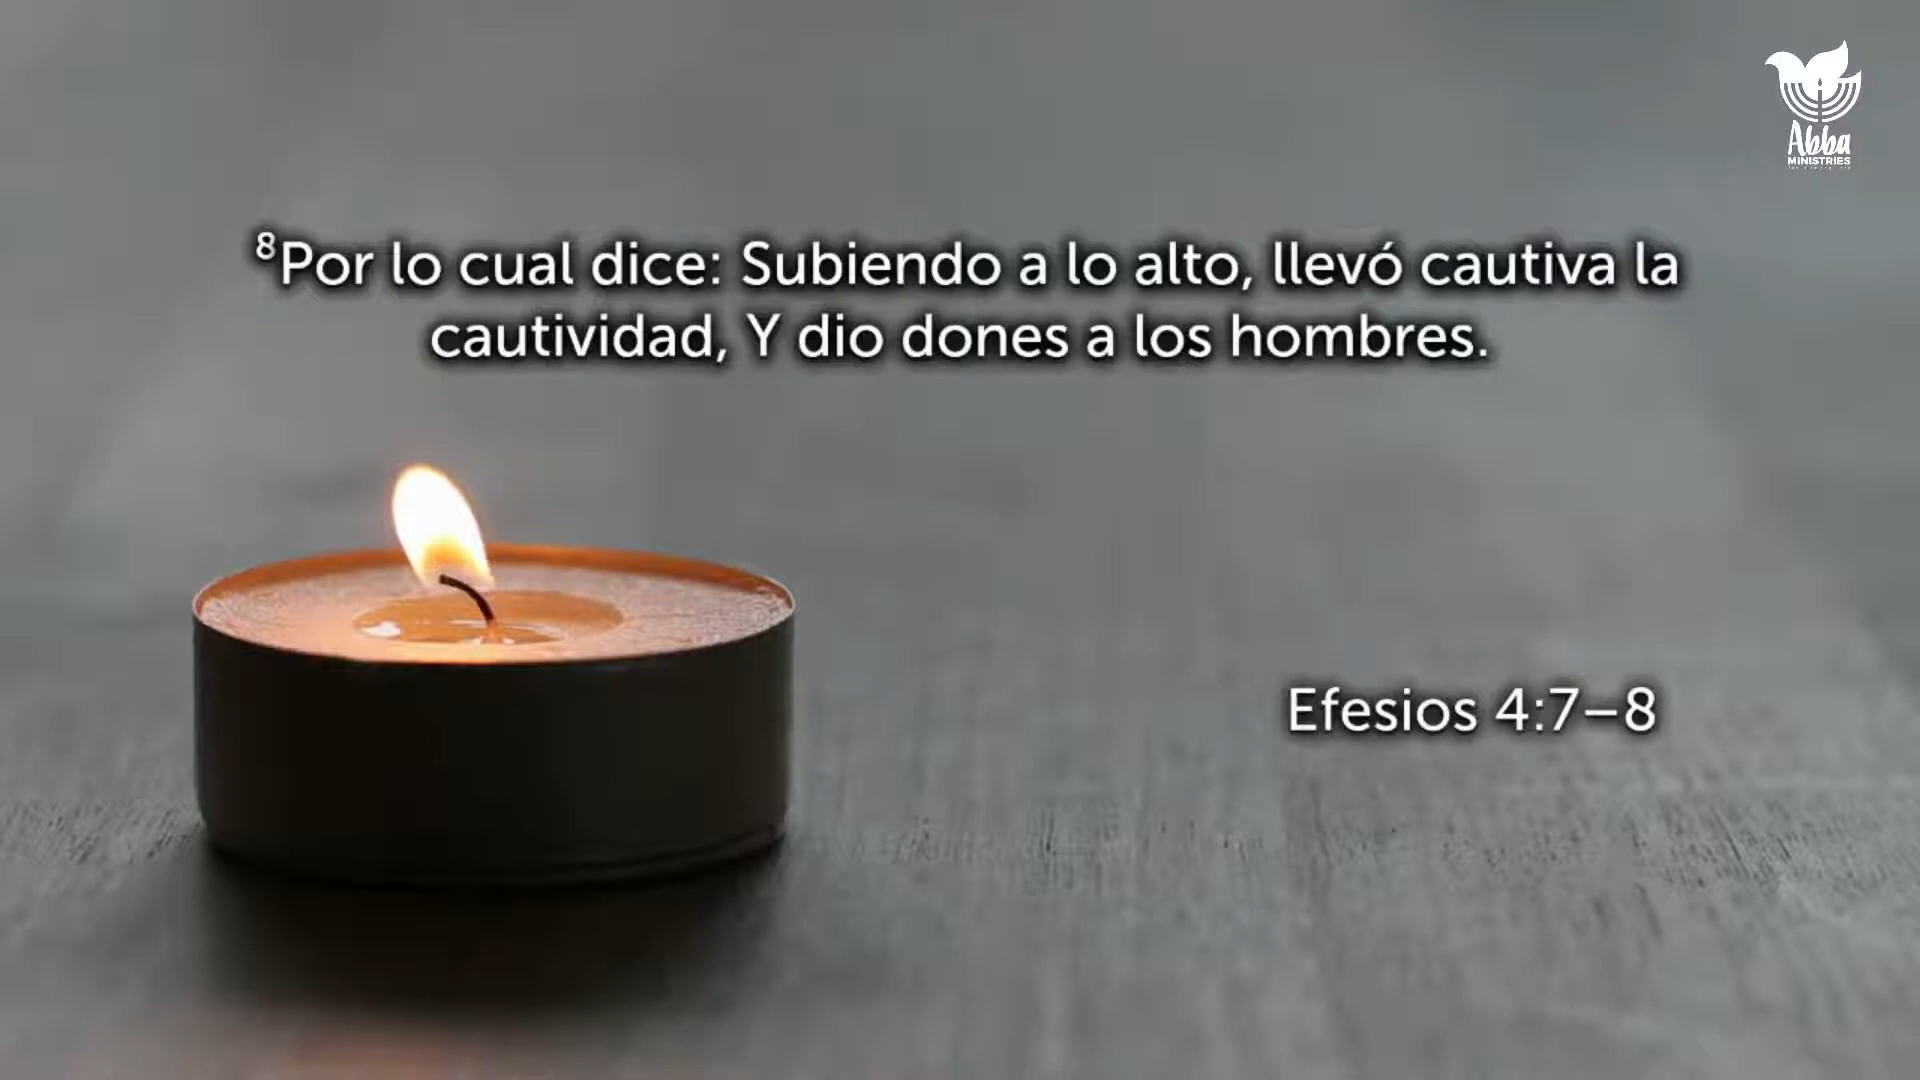 Abba
MINISTRIES
⁸Por lo cual dice: Subiendo a lo alto, llevó cautiva la
cautividad, Y dio dones a los hombres.
Efesios 4:7–8